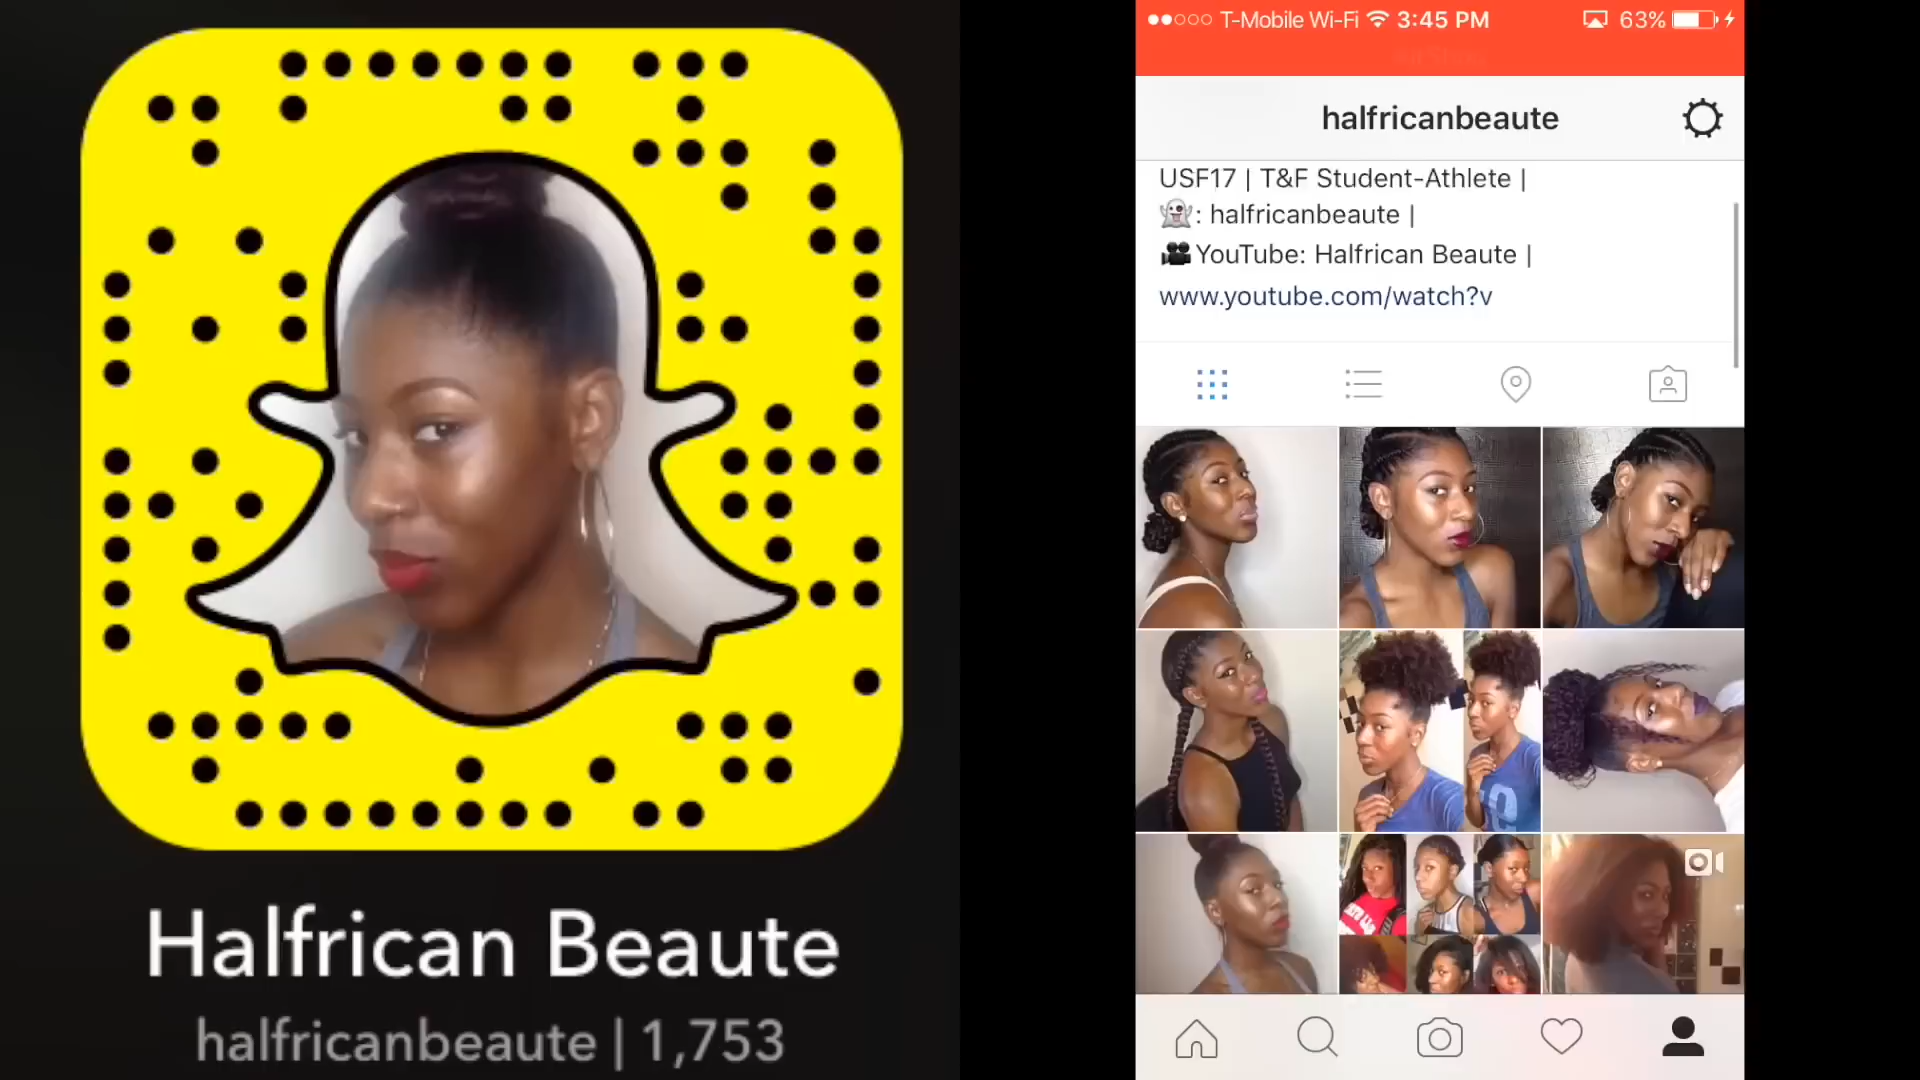 Halfrican Beaute
halfricanbeaute | 1,753
T-Mobile Wi-Fi 3:45 PM 63%
halfricanbeaute
USF17 | T&F Student-Athlete |
👻: halfricanbeaute |
🎥YouTube: Halfrican Beaute |
www.youtube.com/watch?v